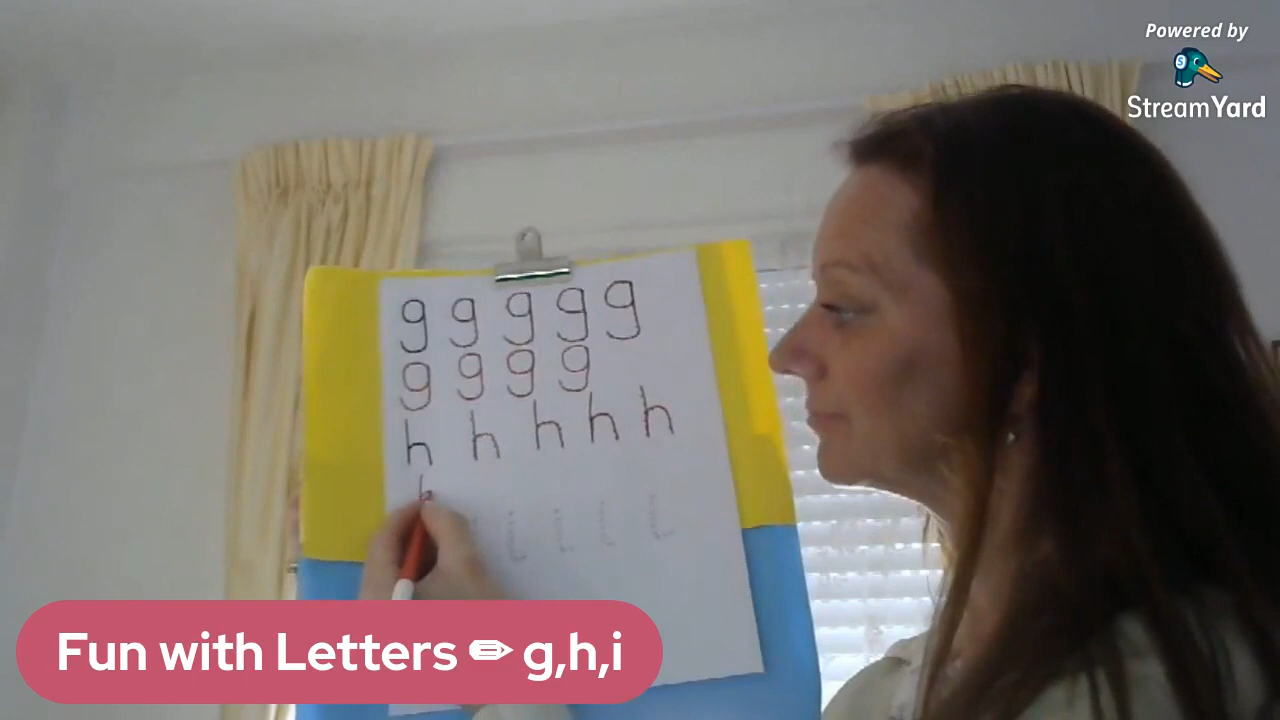 Powered by
StreamYard
g g g g g
g g g g
h h h h h
i i i i
Fun with Letters ✏ g,h,i